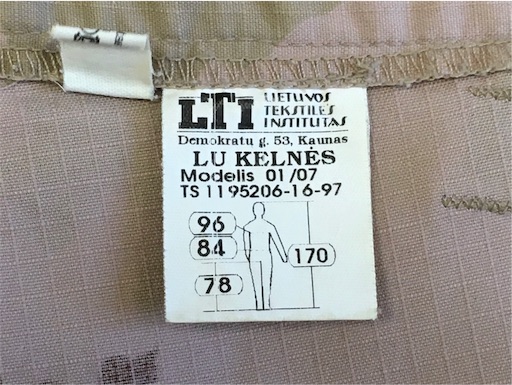 LTI LIETUVOS
TEKSTILĖS
INSTITUTAS
Demokratų g. 53, Kaunas
LU KELNĖS
Modelis 01/07
TS 1195206-16-97
96
84
170
78